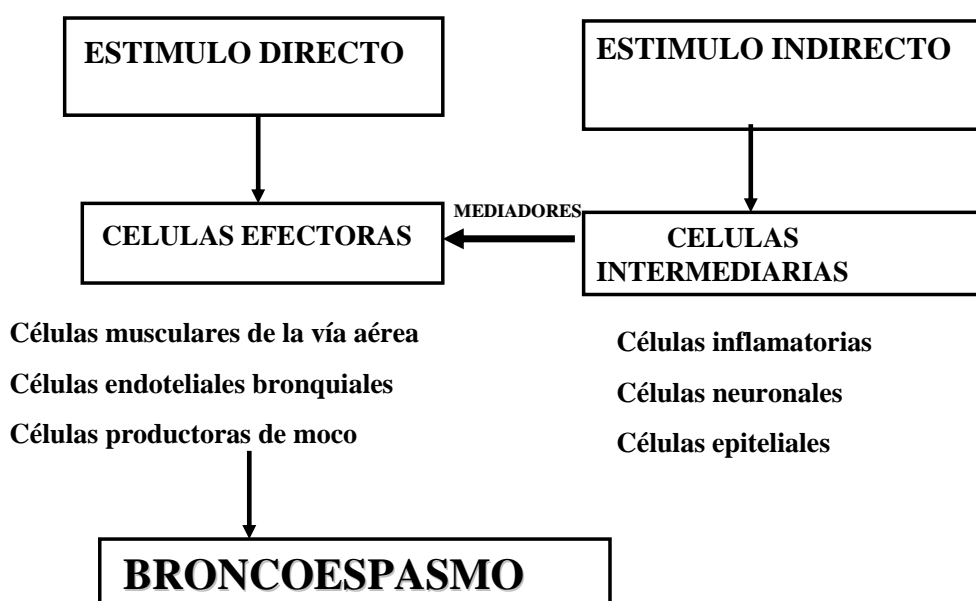 ESTIMULO DIRECTO
ESTIMULO INDIRECTO
MEDIADORES
CELULAS EFECTORAS
CELULAS
INTERMEDIARIAS
Células musculares de la vía aérea
Células endoteliales bronquiales
Células productoras de moco
Células inflamatorias
Células neuronales
Células epiteliales
BRONCOESPASMO